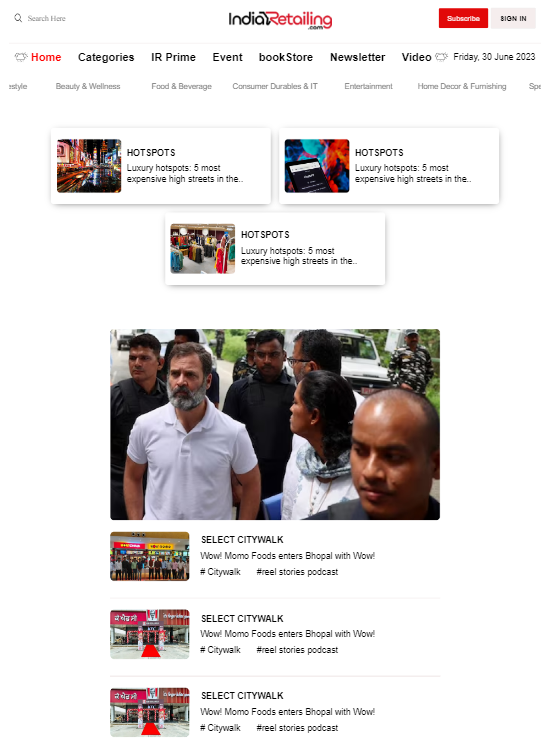 Search Here
IndiaRetailing
.com
Subscribe
SIGN IN
Home
Categories
IR Prime
Event
bookStore
Newsletter
Video
Friday, 30 June 2023
estyle
Beauty & Wellness
Food & Beverage
Consumer Durables & IT
Entertainment
Home Decor & Furnishing
Spe
HOTSPOTS
Luxury hotspots: 5 most
expensive high streets in the..
HOTSPOTS
Luxury hotspots: 5 most
expensive high streets in the..
HOTSPOTS
Luxury hotspots: 5 most
expensive high streets in the..
SELECT CITYWALK
Wow! Momo Foods enters Bhopal with Wow!
# Citywalk #reel stories podcast
SELECT CITYWALK
Wow! Momo Foods enters Bhopal with Wow!
# Citywalk #reel stories podcast
SELECT CITYWALK
Wow! Momo Foods enters Bhopal with Wow!
# Citywalk #reel stories podcast